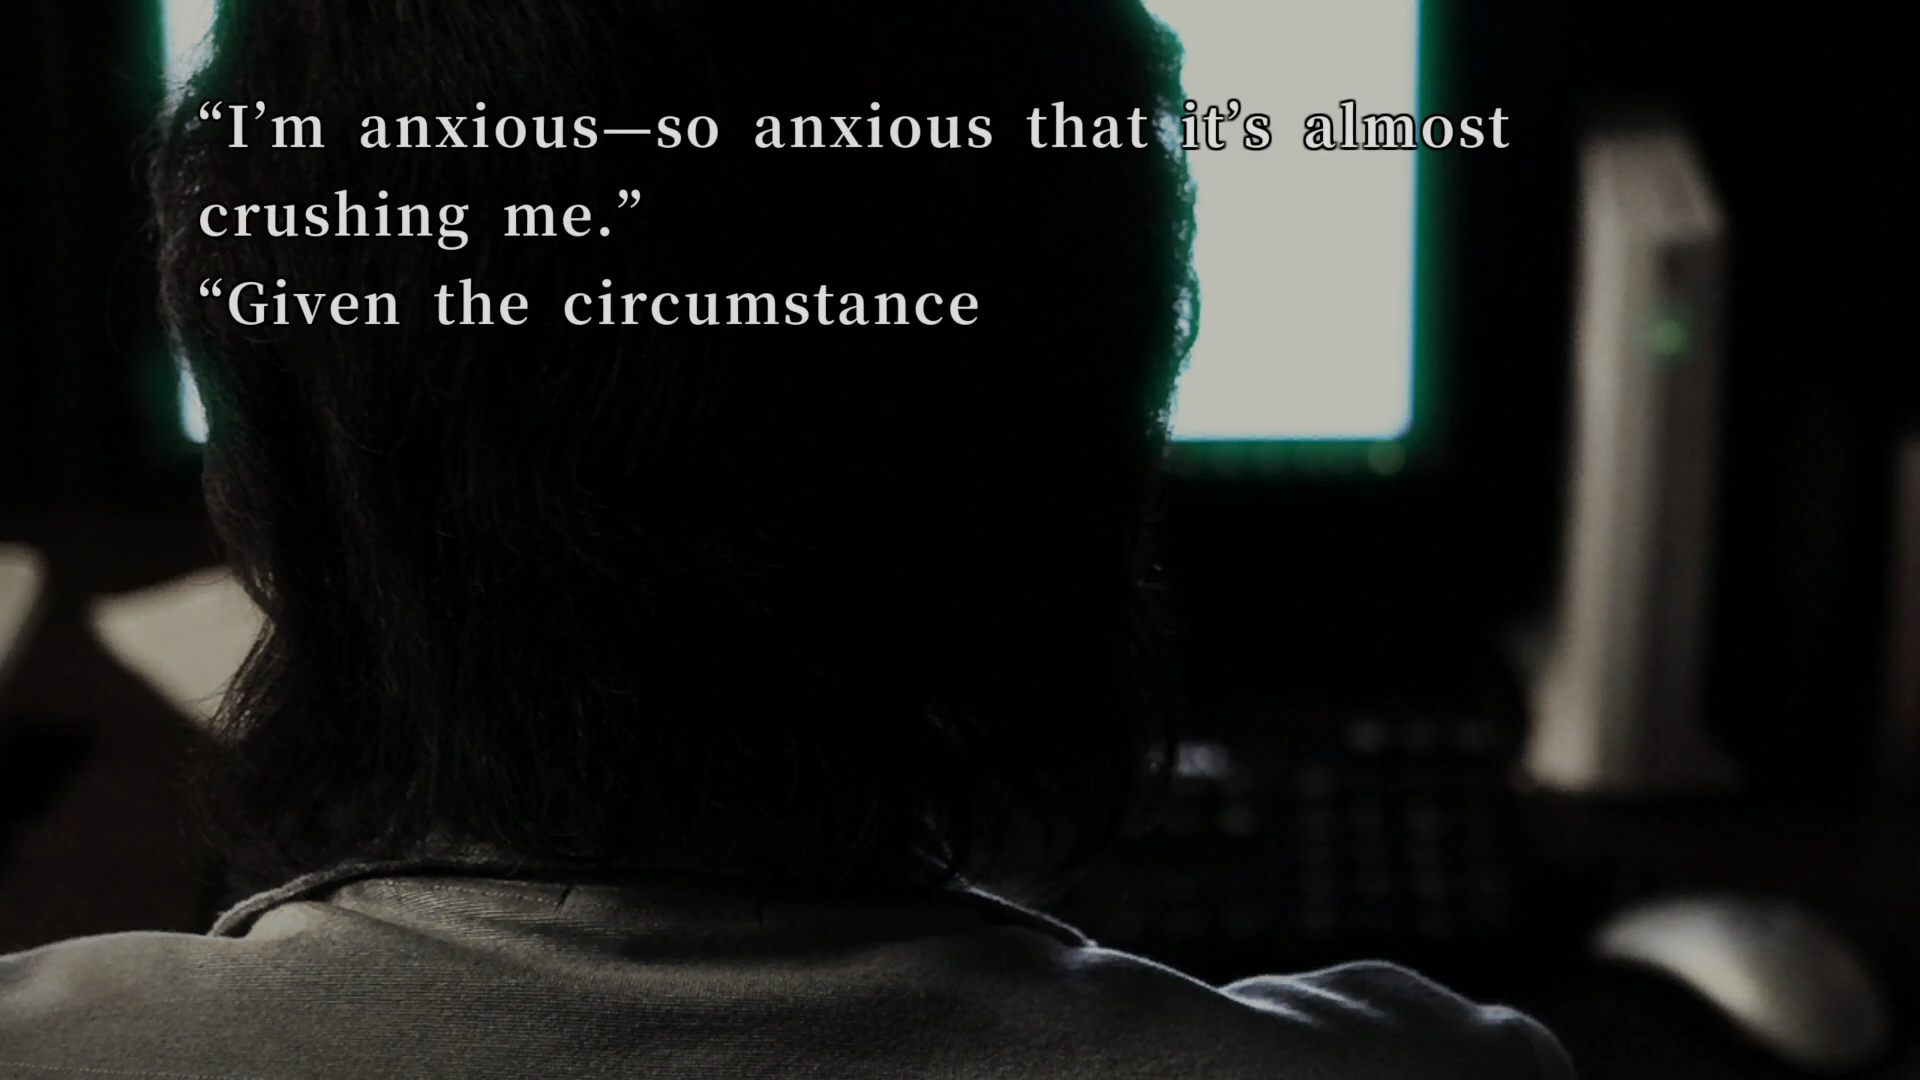 “I’m anxious—so anxious that it’s almost
crushing me.”
“Given the circumstance